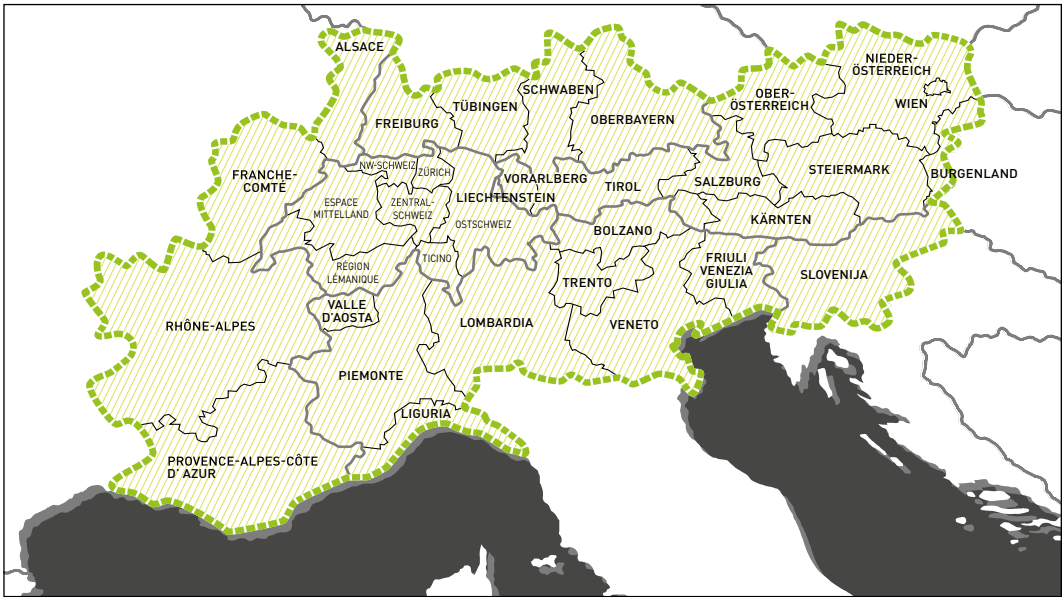 ALSACE
NIEDER-
ÖSTERREICH
SCHWABEN
OBER-
ÖSTERREICH
WIEN
TÜBINGEN
OBERBAYERN
FREIBURG
NW-SCHWEIZ
ZÜRICH
FRANCHE-
COMTÉ
VORARLBERG
TIROL
SALZBURG
STEIERMARK
BURGENLAND
LIECHTENSTEIN
ESPACE
MITTELLAND
ZENTRAL-
SCHWEIZ
OSTSCHWEIZ
BOLZANO
KÄRNTEN
TICINO
RÉGION
LÉMANIQUE
TRENTO
FRIULI
VENEZIA
GIULIA
SLOVENIJA
VALLE
D'AOSTA
RHÔNE-ALPES
LOMBARDIA
VENETO
PIEMONTE
LIGURIA
PROVENCE-ALPES-CÔTE
D' AZUR